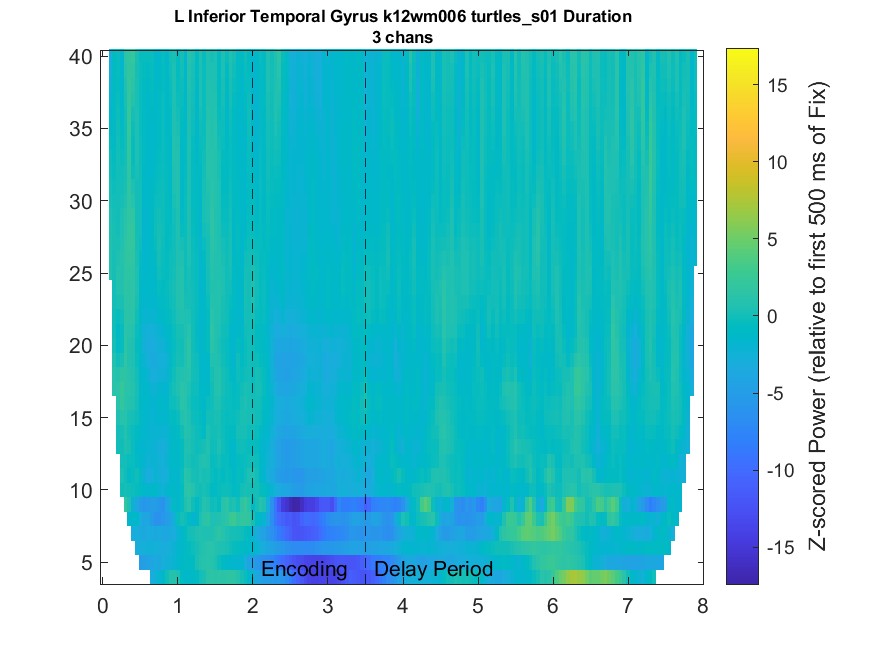 L Inferior Temporal Gyrus k12wm006 turtles_s01 Duration
3 chans
40
35
30
25
20
15
10
5
0 1 2 3 4 5 6 7 8
Encoding
Delay Period
15
10
5
0
-5
-10
-15
Z-scored Power (relative to first 500 ms of Fix)